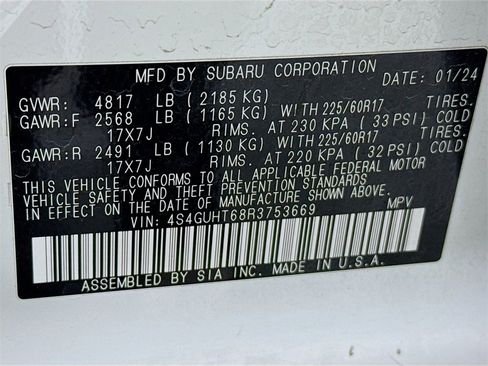 MFD BY SUBARU CORPORATION DATE: 01/24
GVWR: 4817 LB (2185 KG)
GAWR:F 2568 LB (1165 KG) WITH 225/60R17 TIRES.
17X7J RIMS. AT 230 KPA (33 PSI) COLD
GAWR:R 2491 LB (1130 KG) WITH 225/60R17 TIRES.
17X7J RIMS. AT 220 KPA (32 PSI) COLD
THIS VEHICLE CONFORMS TO ALL APPLICABLE FEDERAL MOTOR
VEHICLE SAFETY AND THEFT PREVENTION STANDARDS
IN EFFECT ON THE DATE OF MANUFACTURE SHOWN ABOVE.
VIN: 4S4GUHT68R3753669 MPV
ASSEMBLED BY SIA INC. MADE IN U.S.A.